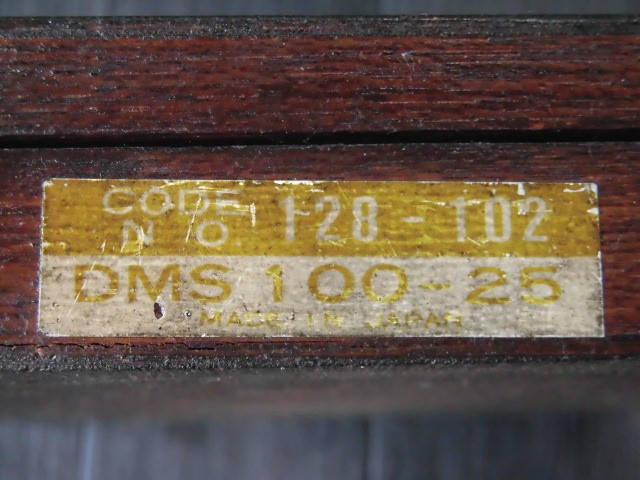 CODE NO 128-102
DMS 100-25
MADE IN JAPAN